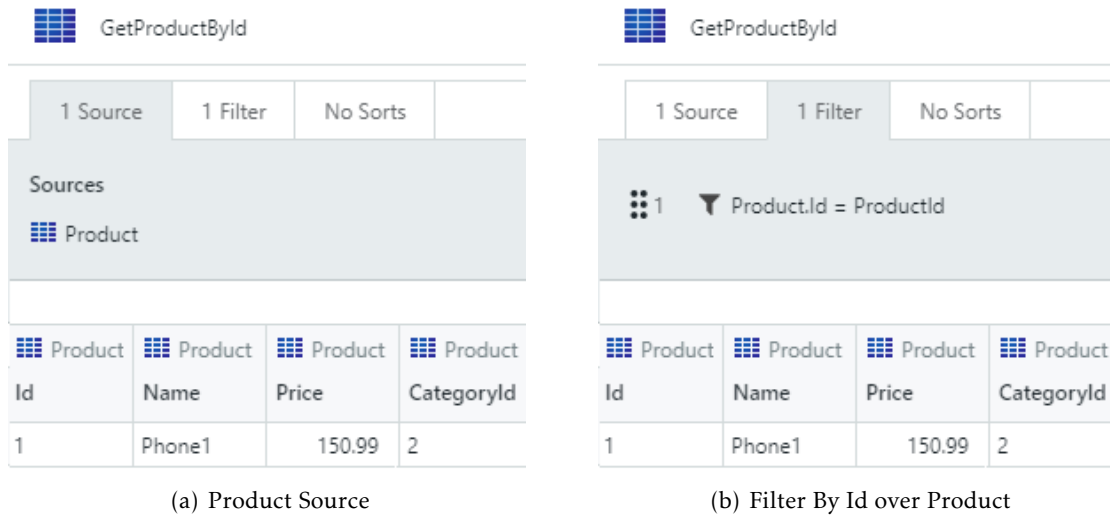 GetProductById
1 Source 1 Filter No Sorts
Sources
Product
Product Product Product Product
Id Name Price CategoryId
1 Phone1 150.99 2
(a) Product Source
GetProductById
1 Source 1 Filter No Sorts
1 Product.Id = ProductId
Product Product Product Product
Id Name Price CategoryId
1 Phone1 150.99 2
(b) Filter By Id over Product